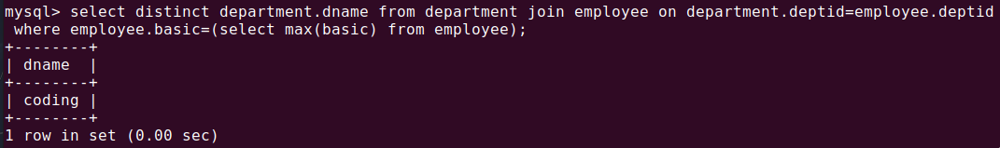 mysql> select distinct department.dname from department join employee on department.deptid=employee.deptid
 where employee.basic=(select max(basic) from employee);
+--------+
| dname  |
+--------+
| coding |
+--------+
1 row in set (0.00 sec)